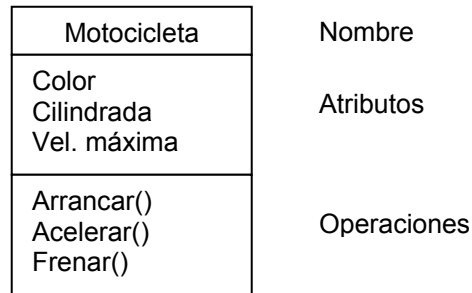 Motocicleta
Nombre
Color
Cilindrada
Vel. máxima
Atributos
Arrancar()
Acelerar()
Frenar()
Operaciones